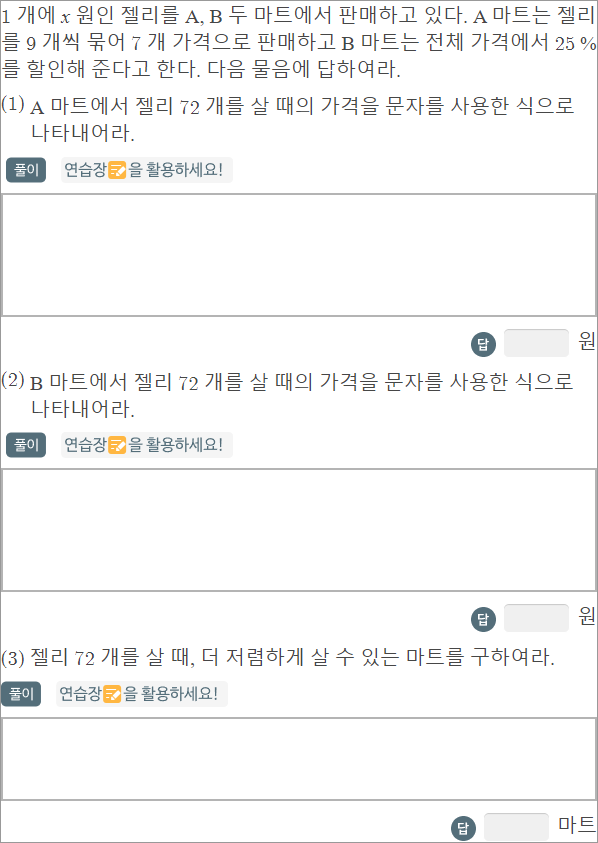 1 개에 x 원인 젤리를 A, B 두 마트에서 판매하고 있다. A 마트는 젤리
를 9 개씩 묶어 7 개 가격으로 판매하고 B 마트는 전체 가격에서 25 %
를 할인해 준다고 한다. 다음 물음에 답하여라.
(1) A 마트에서 젤리 72 개를 살 때의 가격을 문자를 사용한 식으로
나타내어라.
풀이 연습장을 활용하세요!
답 원
(2) B 마트에서 젤리 72 개를 살 때의 가격을 문자를 사용한 식으로
나타내어라.
풀이 연습장을 활용하세요!
답 원
(3) 젤리 72 개를 살 때, 더 저렴하게 살 수 있는 마트를 구하여라.
풀이 연습장을 활용하세요!
답 마트